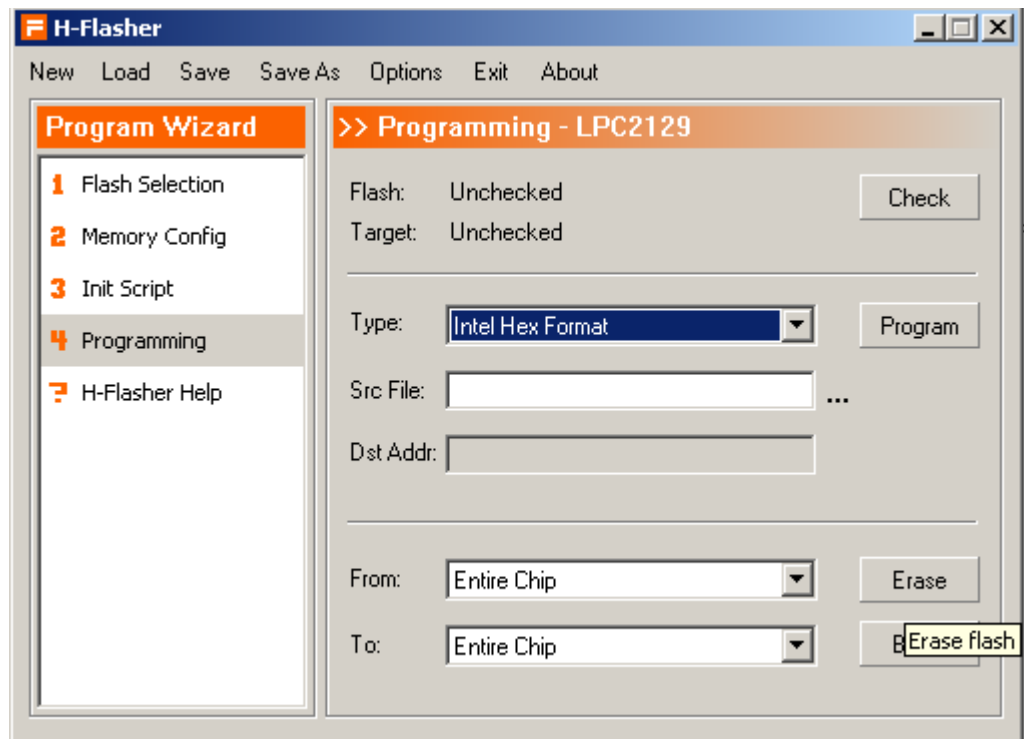 H-Flasher
New Load Save Save As Options Exit About
Program Wizard
1 Flash Selection
2 Memory Config
3 Init Script
4 Programming
? H-Flasher Help
>> Programming - LPC2129
Flash: Unchecked
Check
Target: Unchecked
Type: Intel Hex Format
Program
Src File: ...
Dst Addr:
From: Entire Chip
Erase
To: Entire Chip
Erase flash